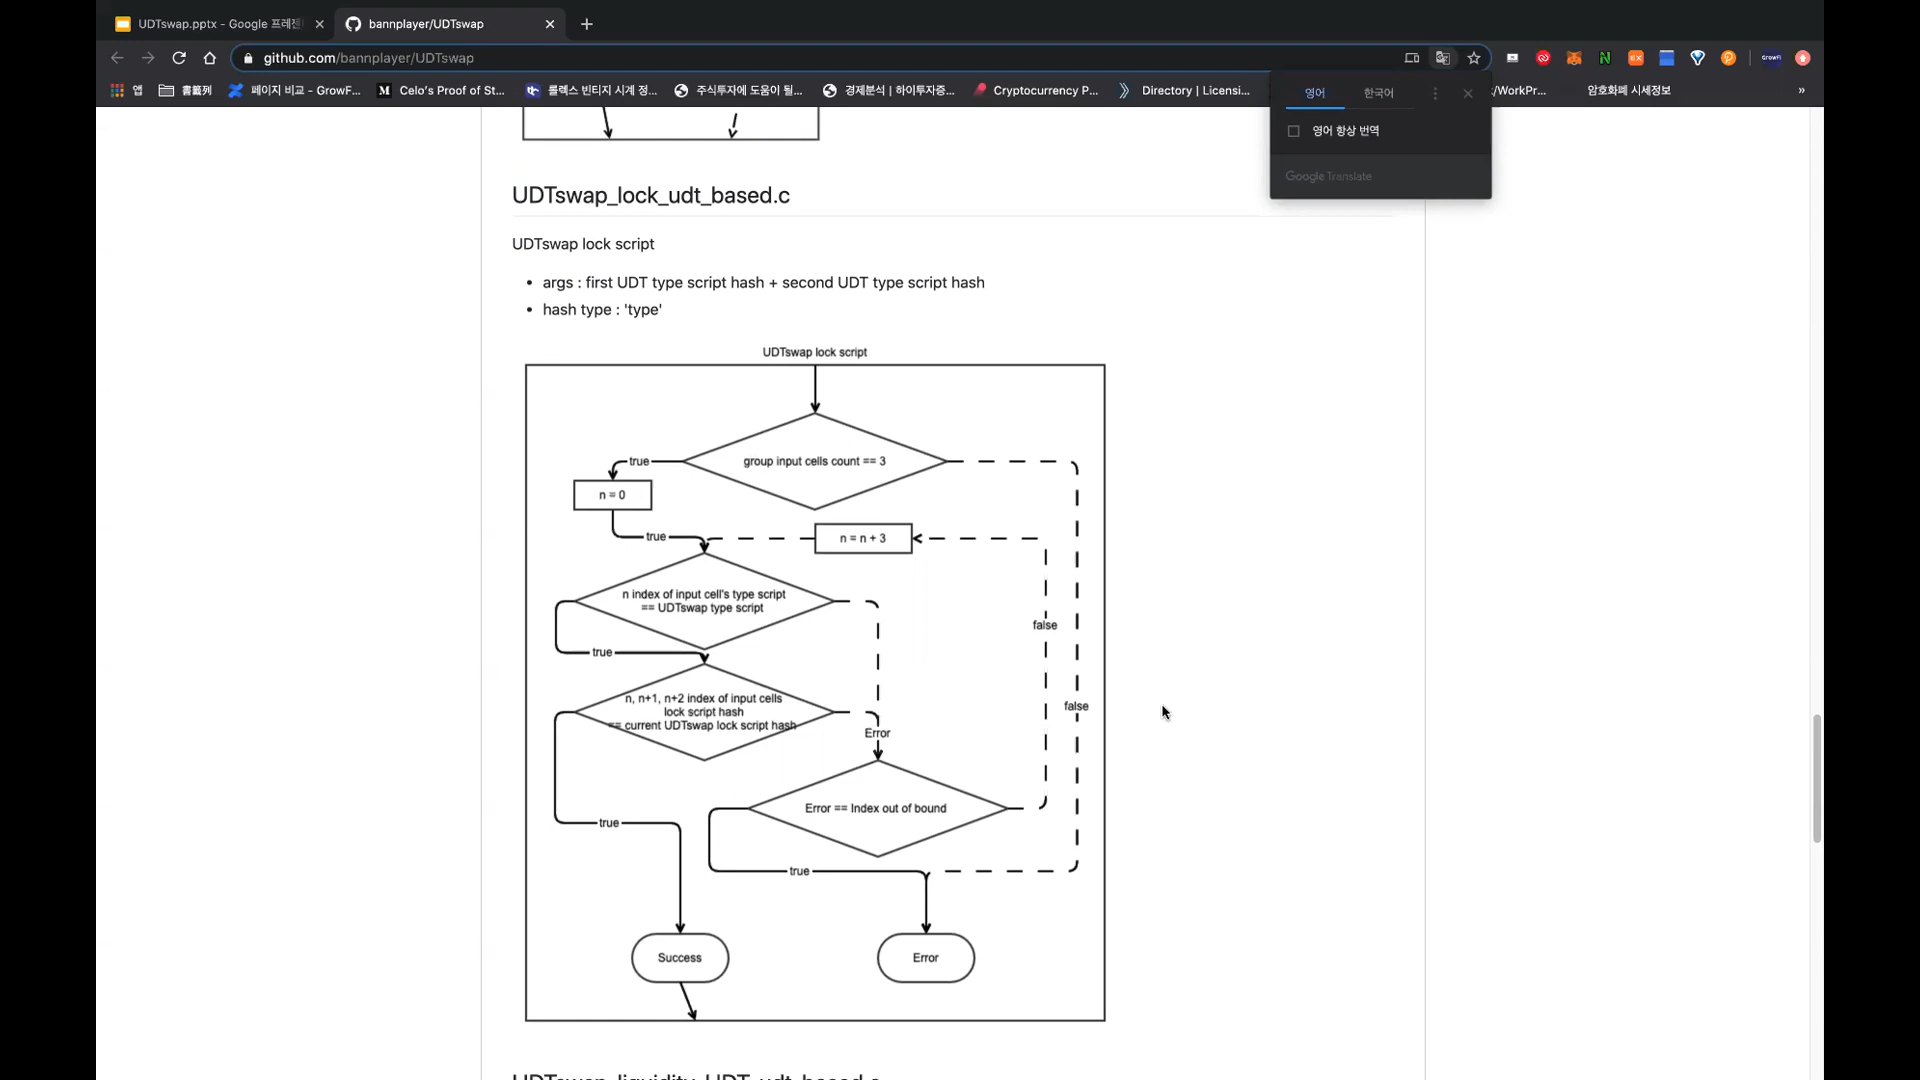 UDTswap.pptx - Google 프레젠
bannplayer/UDTswap
github.com/bannplayer/UDTswap
앱
書籤列
페이지 비교 - GrowF...
Celo's Proof of St...
롤렉스 빈티지 시계 정...
주식투자에 도움이 될...
경제분석 | 하이투자증...
Cryptocurrency P...
Directory | Licensi...
/WorkPr...
암호화폐 시세정보
»
영어
한국어
영어 항상 번역
Google Translate
UDTswap_lock_udt_based.c
UDTswap lock script
• args : first UDT type script hash + second UDT type script hash
• hash type : 'type'
UDTswap lock script
group input cells count == 3
true
n = 0
true
n = n + 3
n index of input cell's type script
== UDTswap type script
false
true
n, n+1, n+2 index of input cells
lock script hash
== current UDTswap lock script hash
false
Error
Error == Index out of bound
true
true
Success
Error